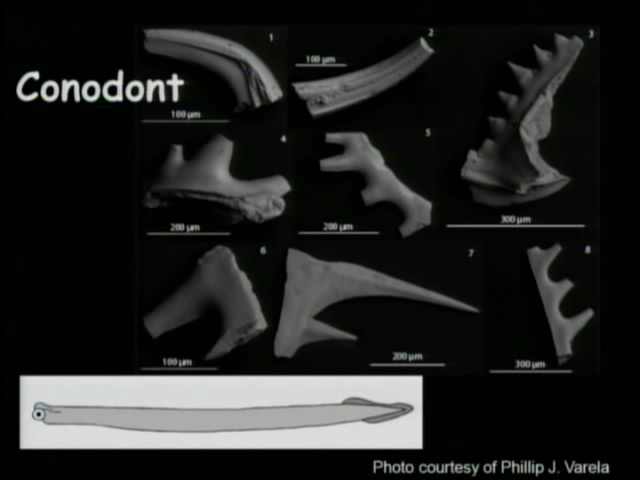 Conodont
1
100 µm
2
100 µm
3
300 µm
4
200 µm
5
200 µm
6
100 µm
7
200 µm
8
300 µm
Photo courtesy of Phillip J. Varela